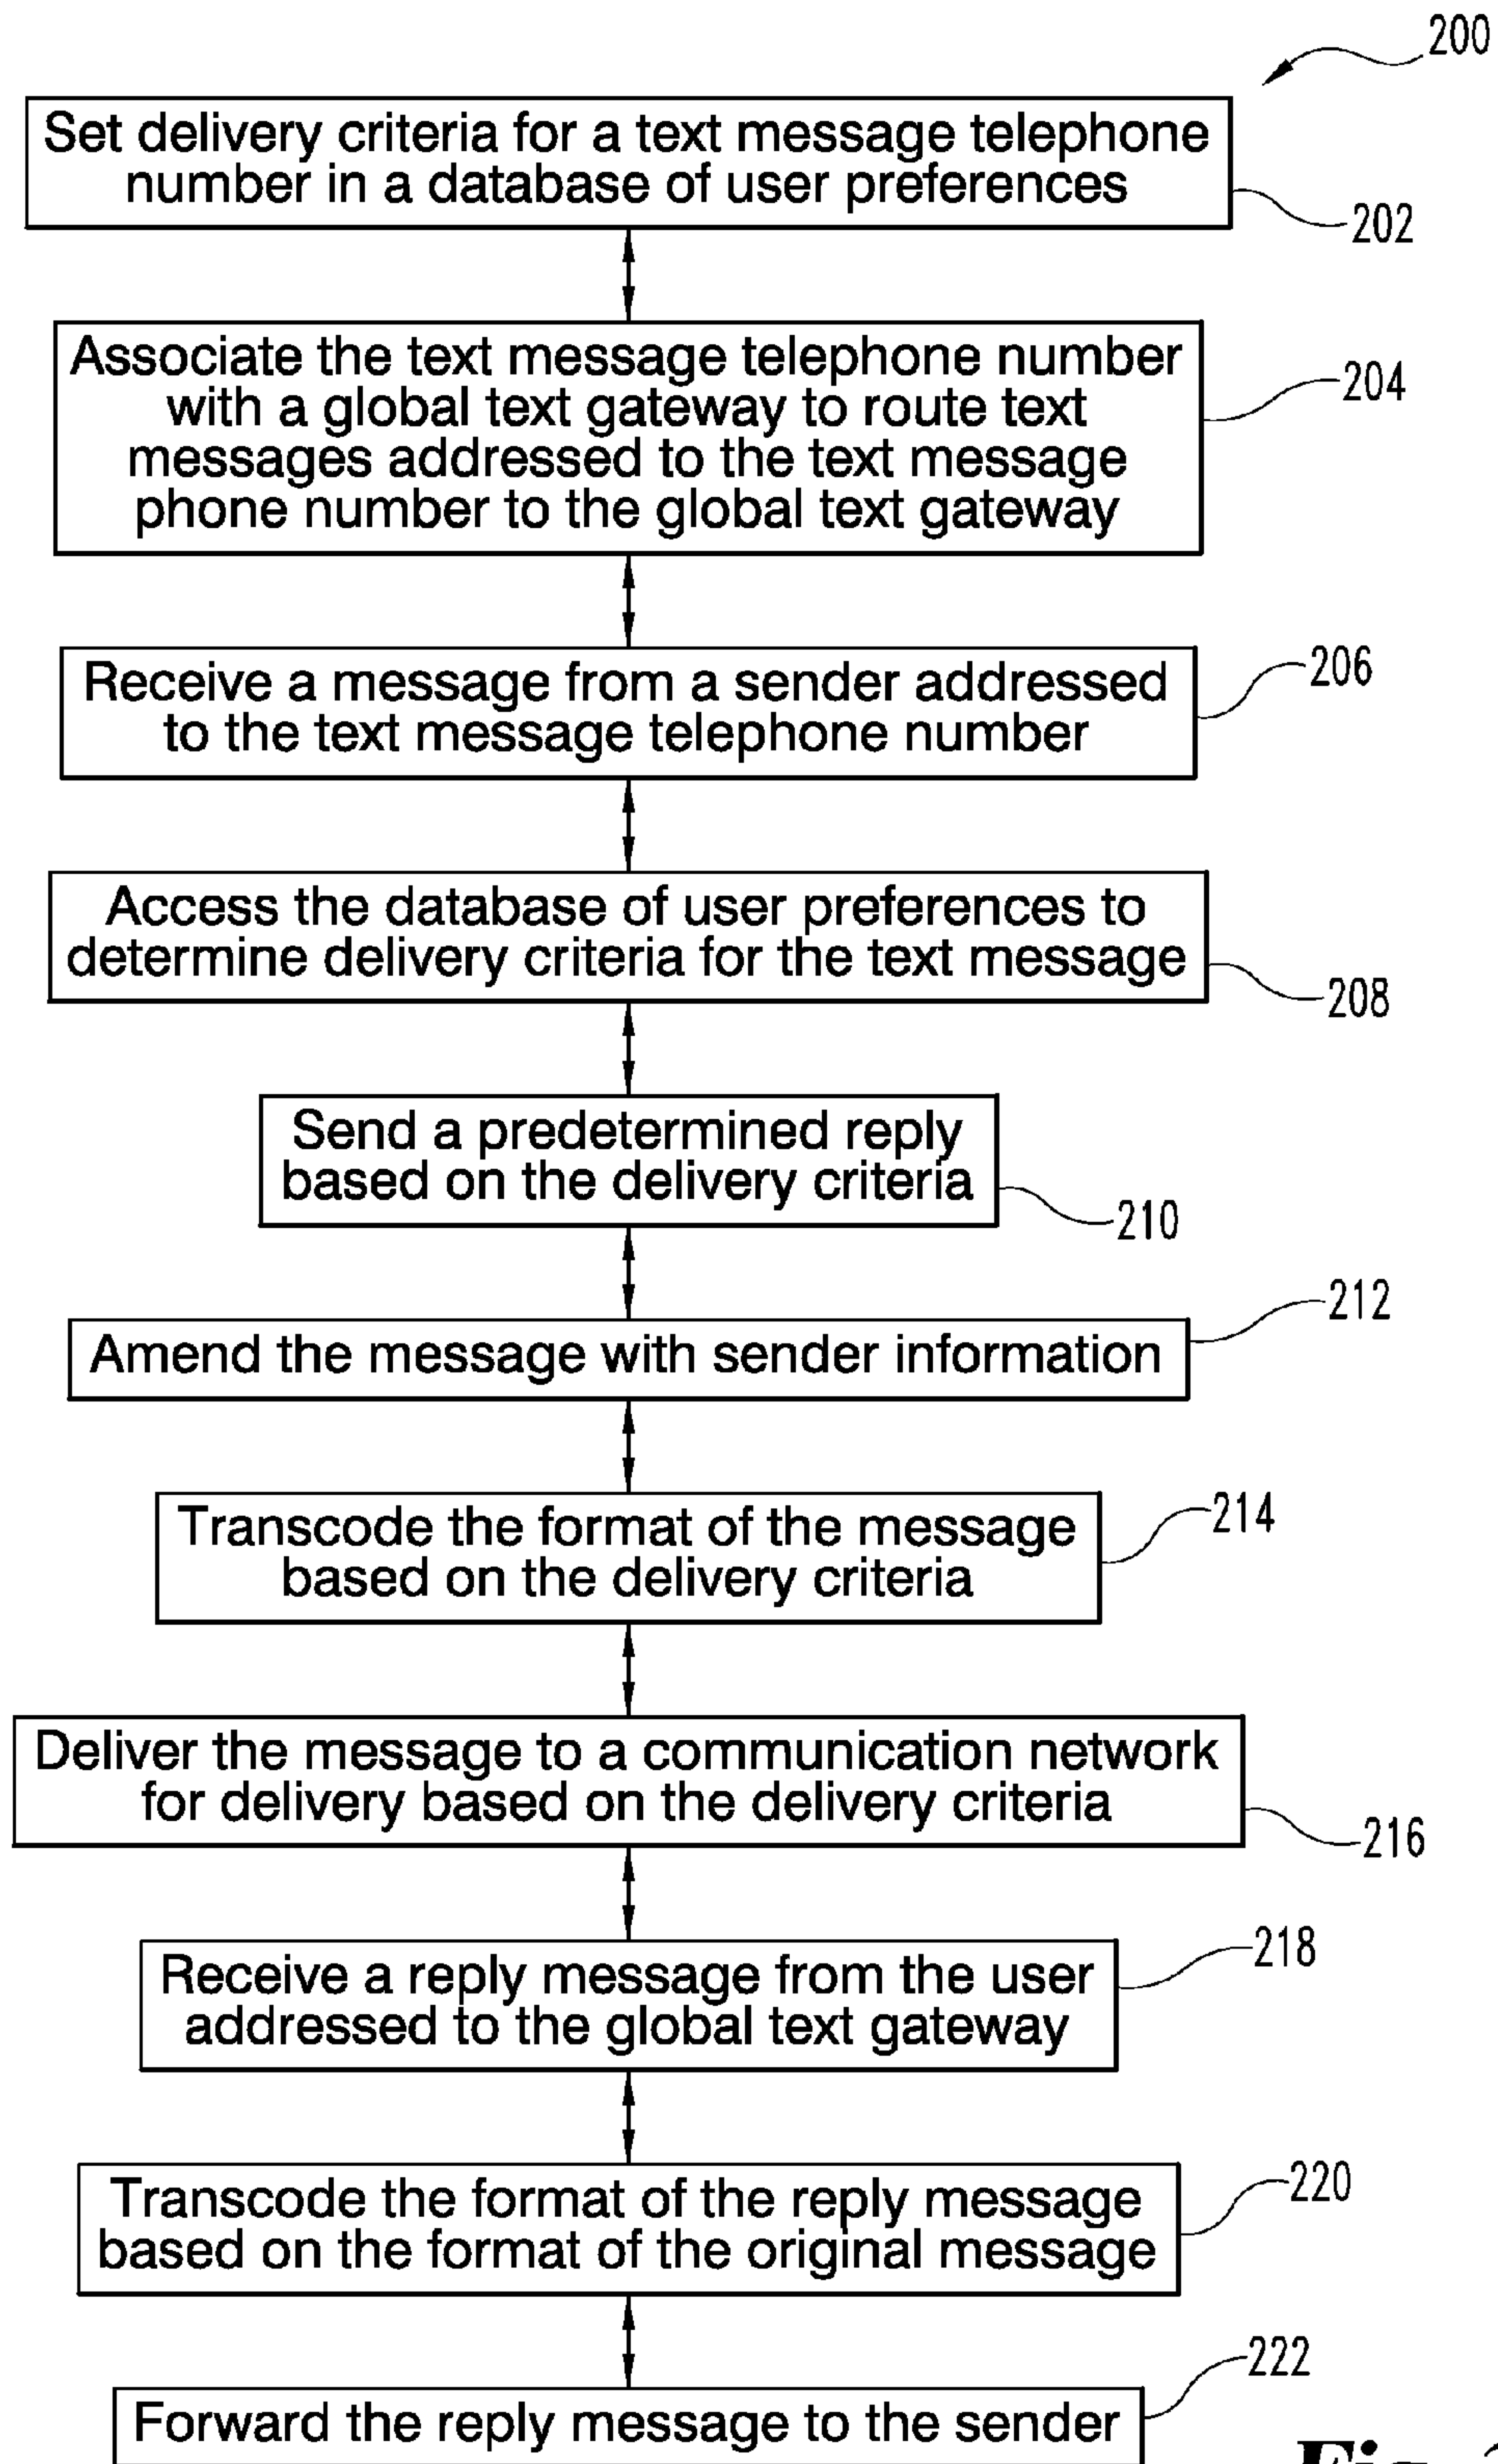 200
Set delivery criteria for a text message telephone
number in a database of user preferences
202
Associate the text message telephone number
with a global text gateway to route text
messages addressed to the text message
phone number to the global text gateway
204
Receive a message from a sender addressed
to the text message telephone number
206
Access the database of user preferences to
determine delivery criteria for the text message
208
Send a predetermined reply
based on the delivery criteria
210
Amend the message with sender information
212
Transcode the format of the message
based on the delivery criteria
214
Deliver the message to a communication network
for delivery based on the delivery criteria
216
Receive a reply message from the user
addressed to the global text gateway
218
Transcode the format of the reply message
based on the format of the original message
220
Forward the reply message to the sender
222